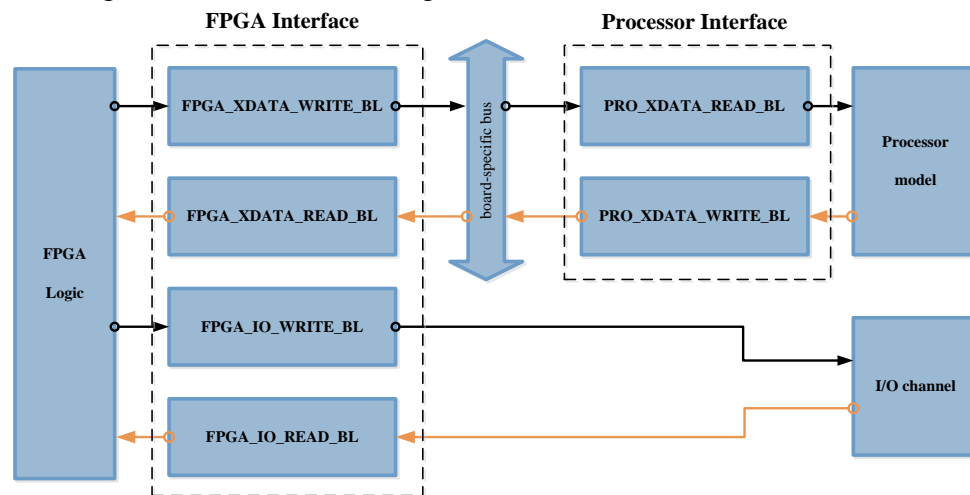 FPGA Interface
Processor Interface
FPGA_XDATA_WRITE_BL
PRO_XDATA_READ_BL
board-specific bus
Processor
model
FPGA_XDATA_READ_BL
PRO_XDATA_WRITE_BL
FPGA
Logic
FPGA_IO_WRITE_BL
I/O channel
FPGA_IO_READ_BL